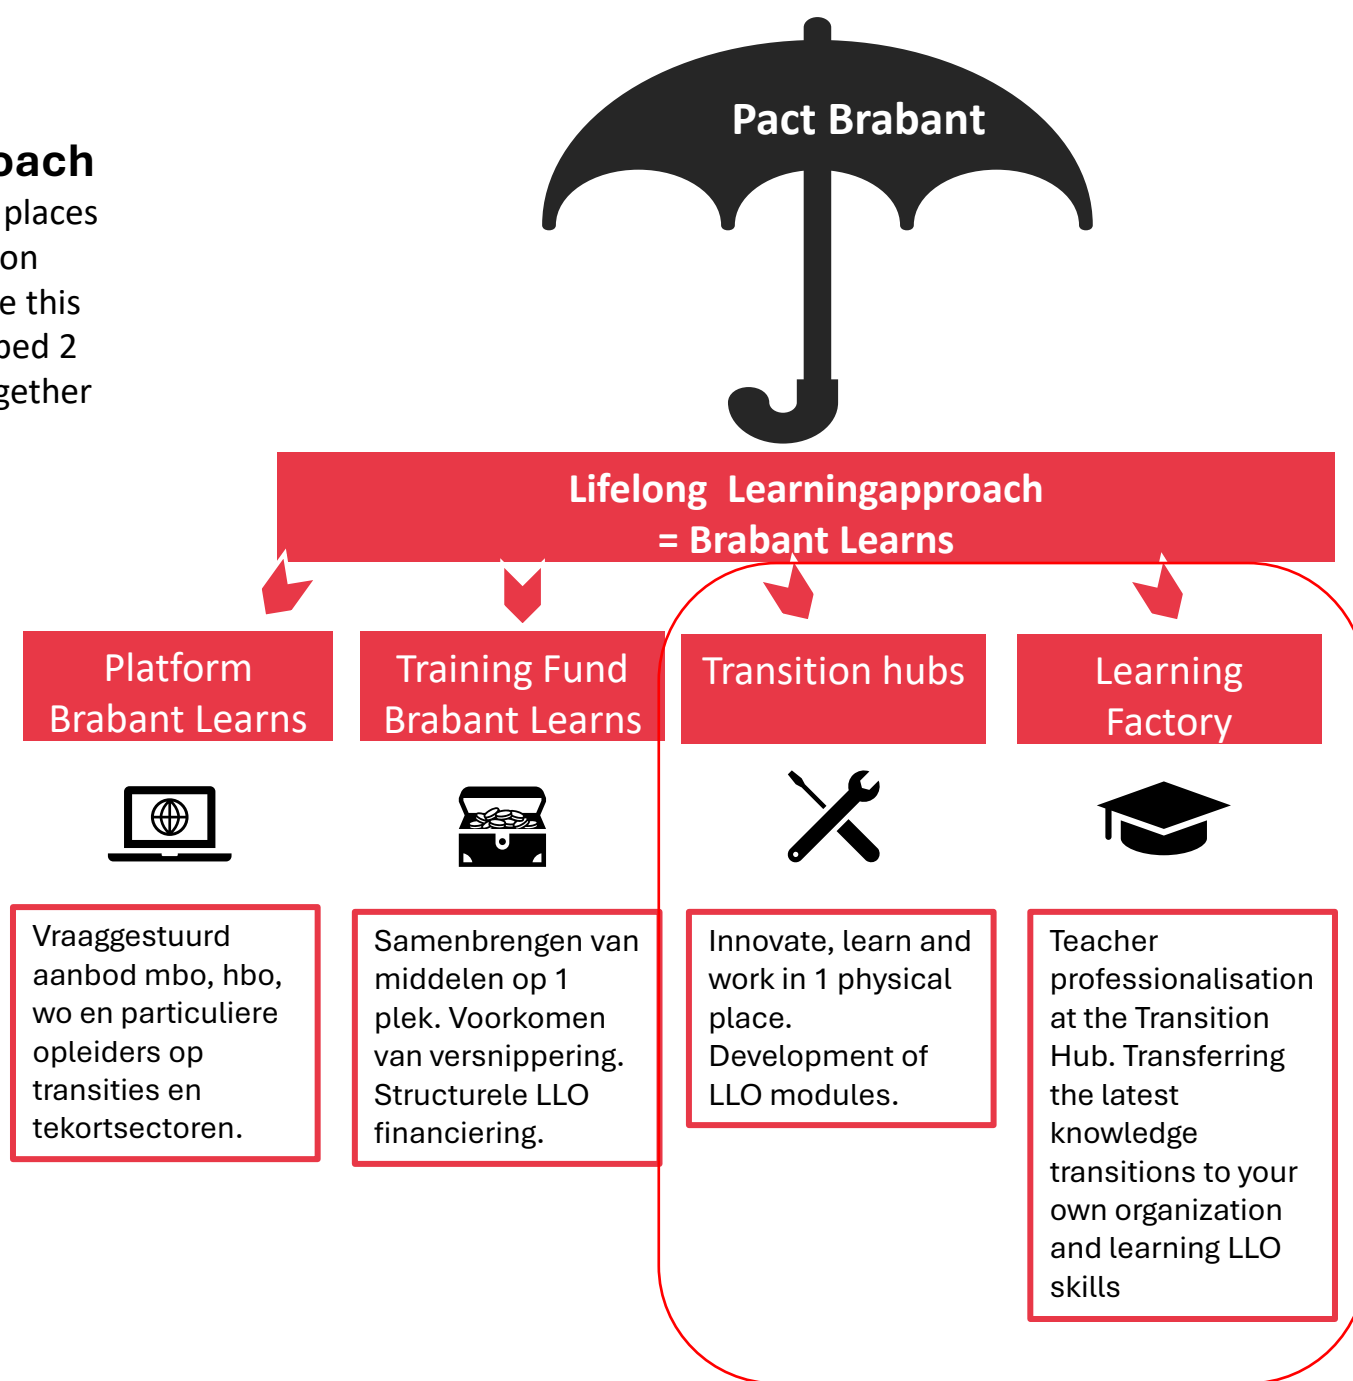 Pact Brabant
places
on
this
2
Lifelong Learningapproach
= Brabant Learns
Platform
Brabant Learns
Training Fund
Brabant Learns
Transition hubs
Learning
Factory
Vraaggestuurd
aanbod mbo, hbo,
wo en particuliere
opleiders op
transities en
tekortsectoren.
Samenbrengen van
middelen op 1
plek. Voorkomen
van versnippering.
Structurele LLO
financiering.
Innovate, learn and
work in 1 physical
place.
Development of
LLO modules.
Teacher
professionalisation
at the Transition
Hub. Transferring
the latest
knowledge
transitions to your
own organization
and learning LLO
skills